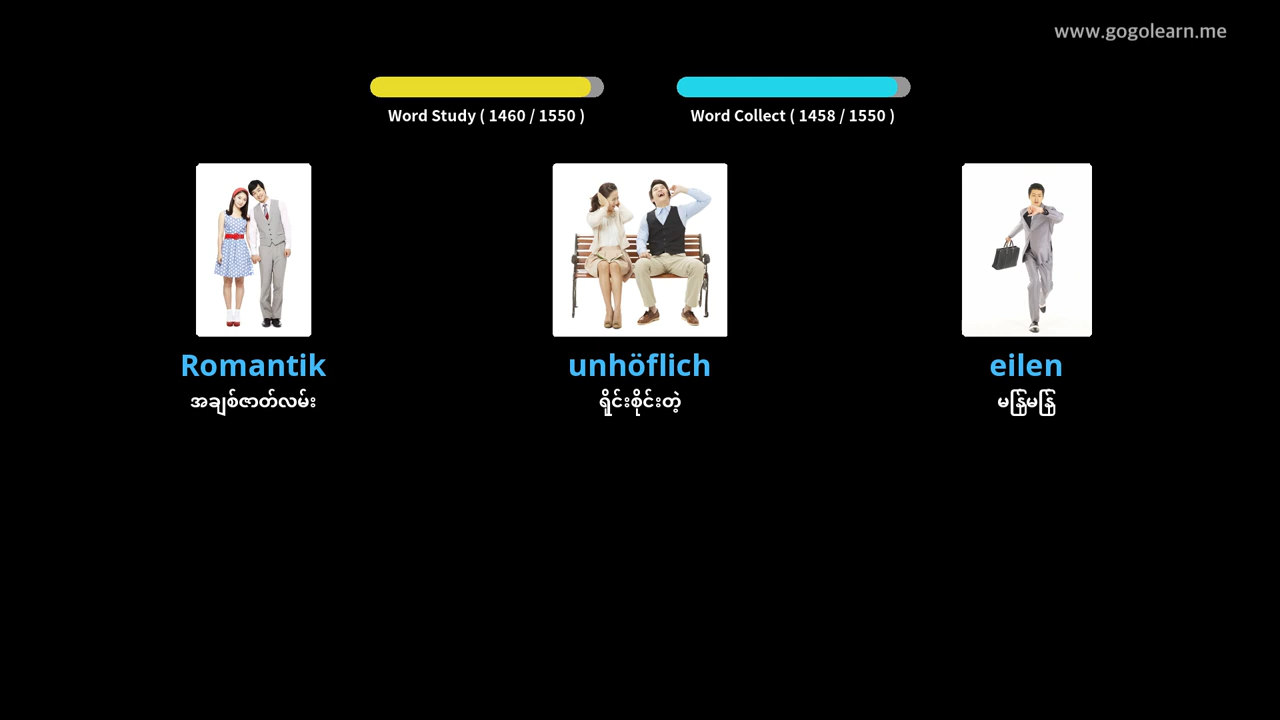 www.gogolearn.me
Word Study ( 1460 / 1550 )
Word Collect ( 1458 / 1550 )
Romantik
unhöflich
eilen
အချစ်ဇာတ်လမ်း
ရိုင်းစိုင်းတဲ့
မြန်မြန်